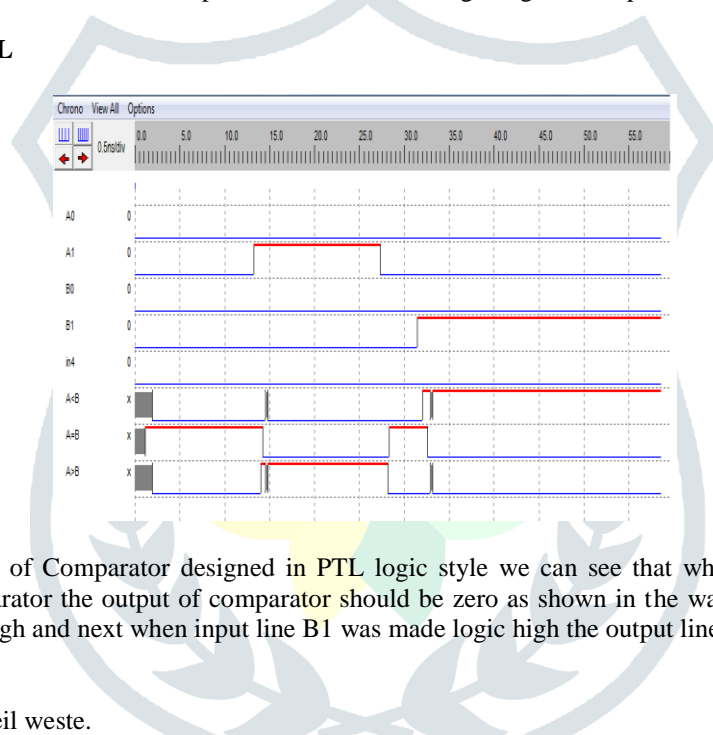 L
Chrono View All Options
0.5ns/div 0.0 5.0 10.0 15.0 20.0 25.0 30.0 35.0 40.0 45.0 50.0 55.0
A0 0
A1 0
B0 0
B1 0
in4 0
A<B x
A=B x
A>B x
of Comparator designed in PTL logic style we can see that wh
arator the output of comparator should be zero as shown in the wa
gh and next when input line B1 was made logic high the output line
eil weste.